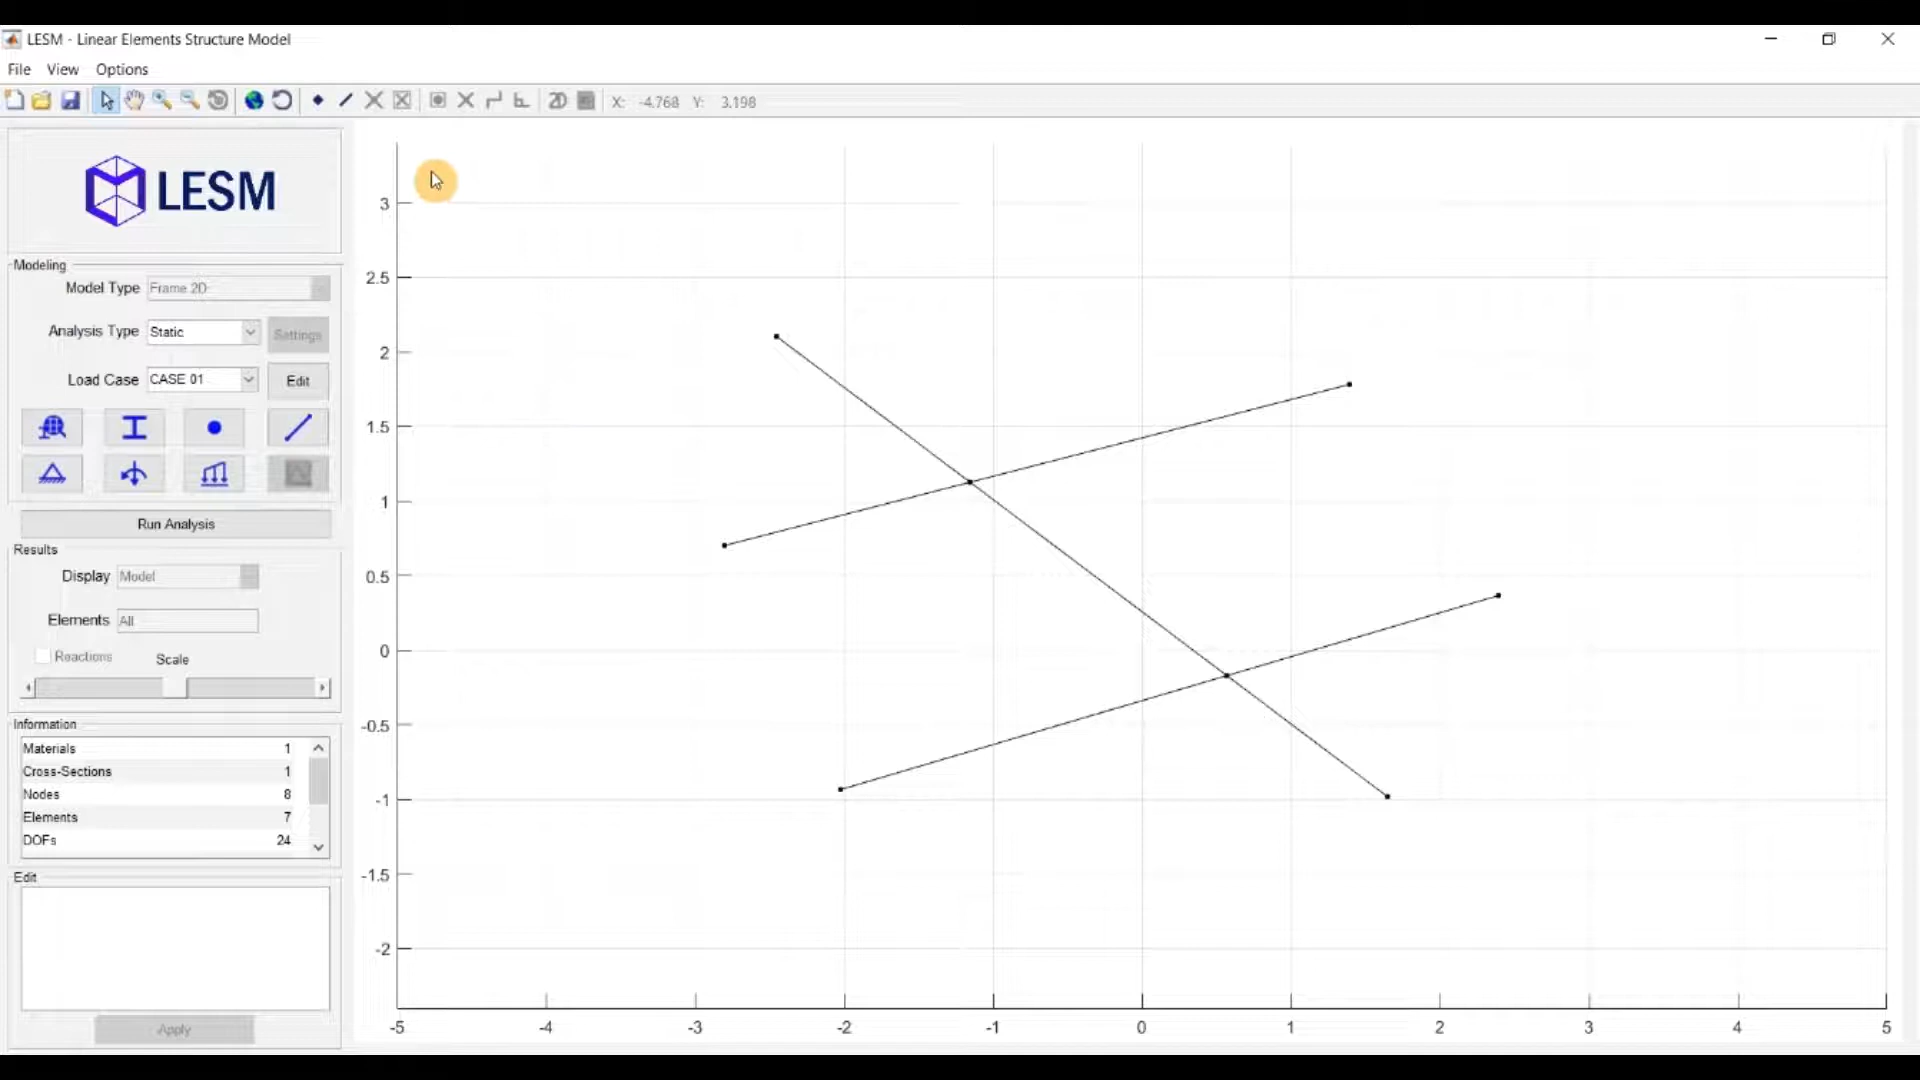 LESM - Linear Elements Structure Model
File View Options
2D X: -4.768 Y: 3.198
LESM
Modeling
Model Type Frame 2D
Analysis Type Static Settings
Load Case CASE 01 Edit
Run Analysis
Results
Display Model
Elements All
Reactions Scale
Information
Materials 1
Cross-Sections 1
Nodes 8
Elements 7
DOFs 24
Edit
Apply
3
2.5
2
1.5
1
0.5
0
-0.5
-1
-1.5
-2
-5 -4 -3 -2 -1 0 1 2 3 4 5